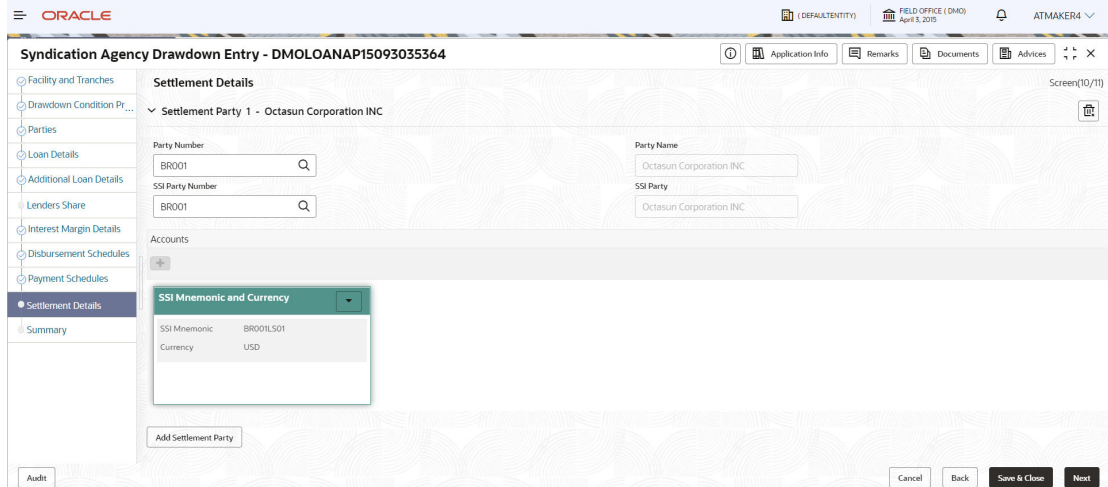 ORACLE
( DEFAULTENTITY)
FIELD OFFICE ( DMO)
April 3, 2015
ATMAKER4
Syndication Agency Drawdown Entry - DMOLOANAP15093035364
Application Info
Remarks
Documents
Advices
Facility and Tranches
Drawdown Condition Pr...
Parties
Loan Details
Additional Loan Details
Lenders Share
Interest Margin Details
Disbursement Schedules
Payment Schedules
Settlement Details
Summary
Settlement Details
Screen(10/11)
Settlement Party 1 - Octasun Corporation INC
Party Number
Party Name
BR001
Octasun Corporation INC
SSI Party Number
SSI Party
BR001
Octasun Corporation INC
Accounts
SSI Mnemonic and Currency
SSI Mnemonic BR001LS01
Currency USD
Add Settlement Party
Audit
Cancel
Back
Save & Close
Next